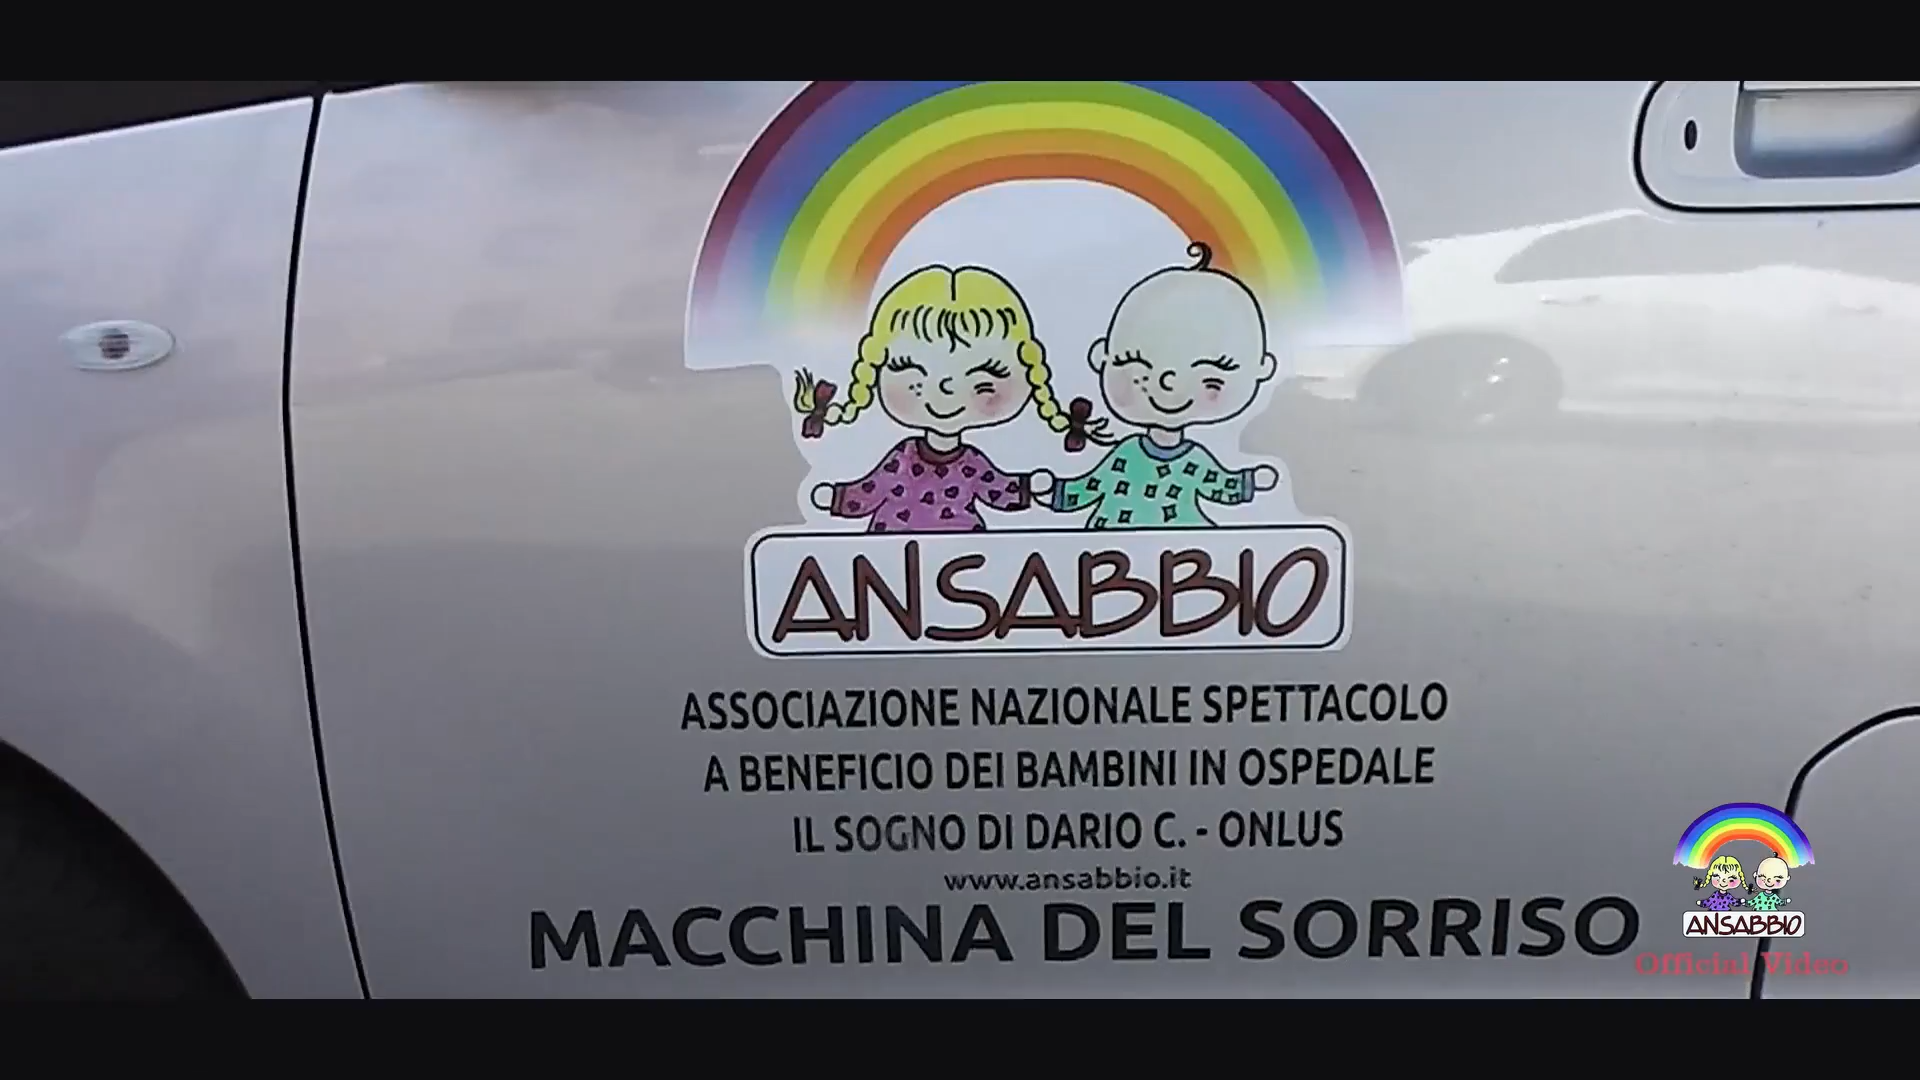 ANSABBIO
ASSOCIAZIONE NAZIONALE SPETTACOLO
A BENEFICIO DEI BAMBINI IN OSPEDALE
IL SOGNO DI DARIO C. - ONLUS
www.ansabbio.it
MACCHINA DEL SORRISO
ANSABBIO
Official Video